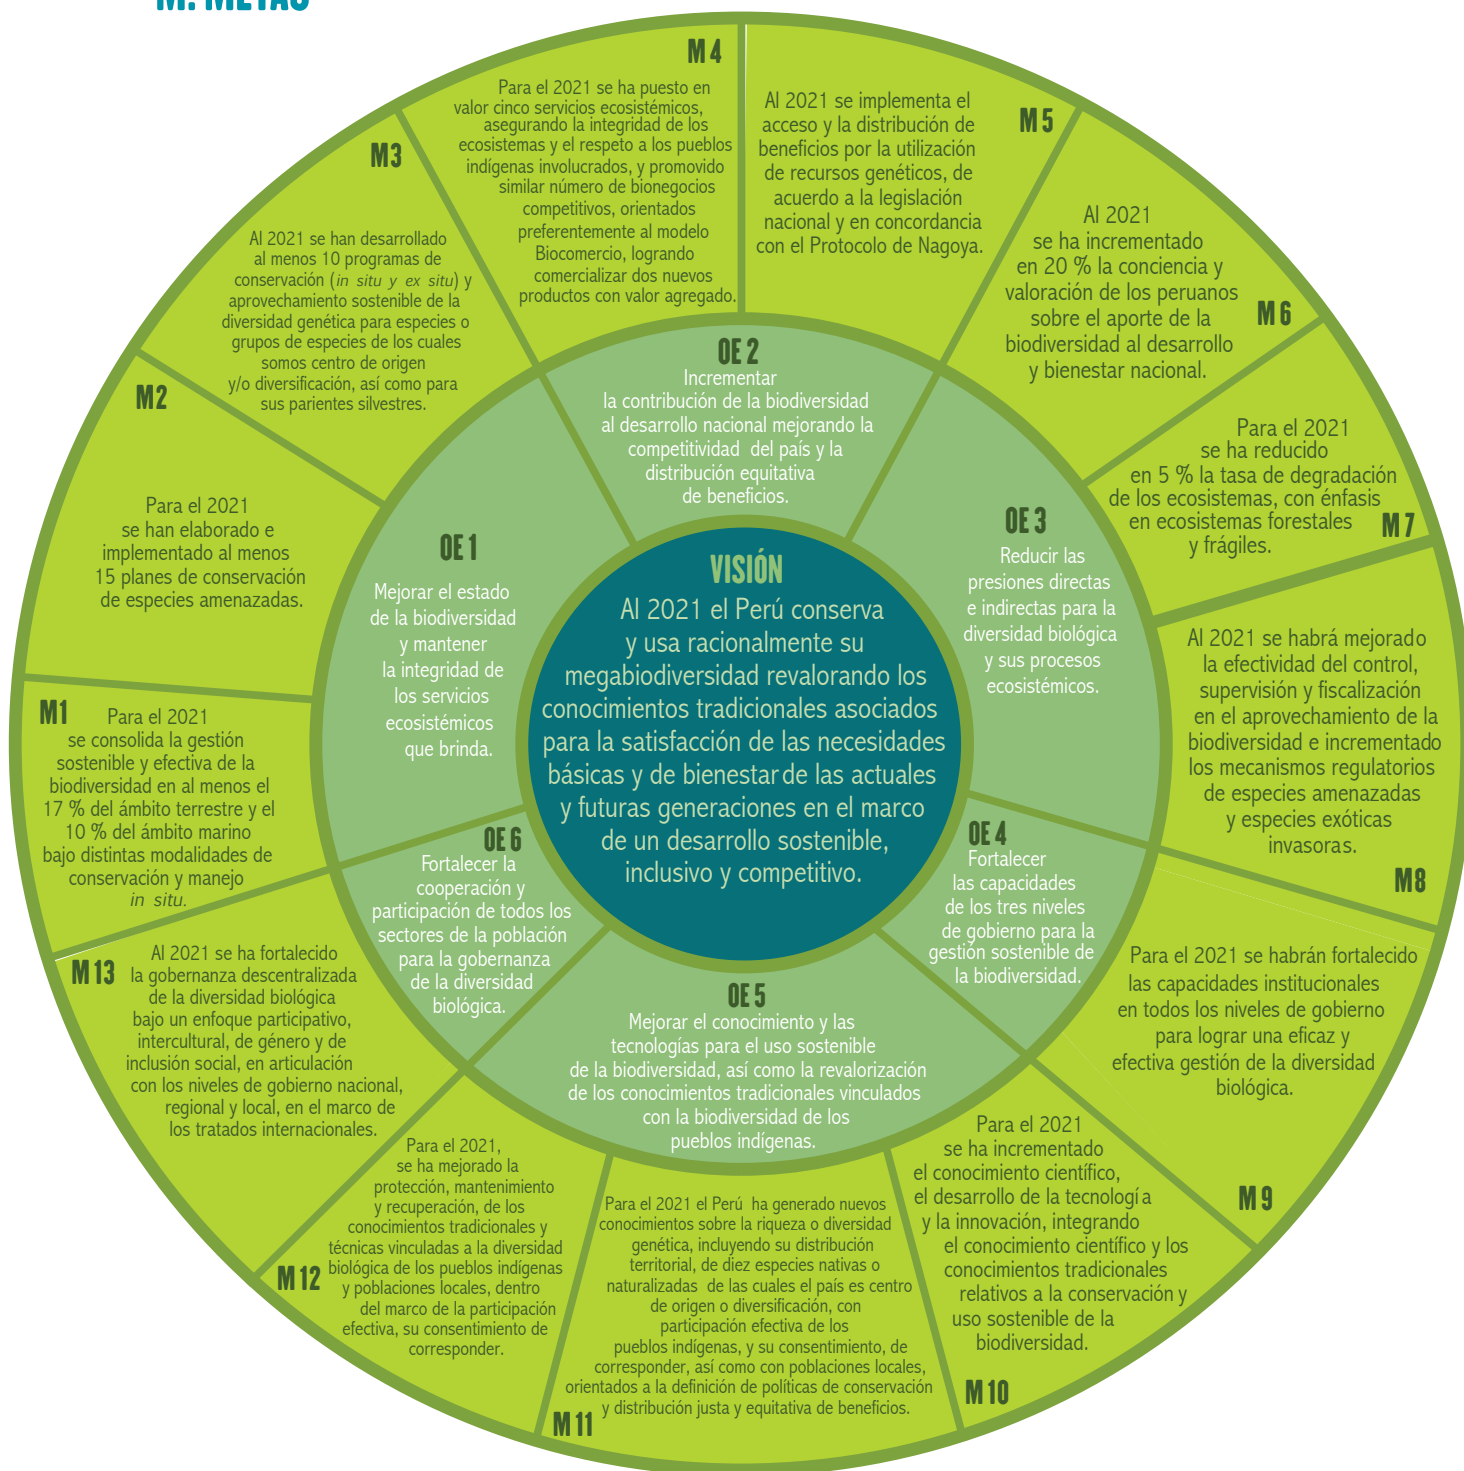 M: METAS
M 4
Para el 2021 se ha puesto en
valor cinco servicios ecosistémicos,
asegurando la integridad de los
ecosistemas y el respeto a los pueblos
indígenas involucrados, y promovido
similar número de bionegocios
competitivos, orientados
preferentemente al modelo
Biocomercio, logrando
comercializar dos nuevos
productos con valor agregado.
M 5
Al 2021 se implementa el
acceso y la distribución de
beneficios por la utilización
de recursos genéticos, de
acuerdo a la legislación
nacional y en concordancia
con el Protocolo de Nagoya.
M3
Al 2021 se han desarrollado
al menos 10 programas de
conservación (in situ y ex situ) y
aprovechamiento sostenible de la
diversidad genética para especies o
grupos de especies de los cuales
somos centro de origen
y/o diversificación, así como para
sus parientes silvestres.
Al 2021
se ha incrementado
en 20 % la conciencia y
valoración de los peruanos
sobre el aporte de la
biodiversidad al desarrollo
y bienestar nacional.
M 6
M2
Para el 2021
se han elaborado e
implementado al menos
15 planes de conservación
de especies amenazadas.
Para el 2021
se ha reducido
en 5 % la tasa de degradación
de los ecosistemas, con énfasis
en ecosistemas forestales
y frágiles.
M 7
OE 2
Incrementar
la contribución de la biodiversidad
al desarrollo nacional mejorando la
competitividad del país y la
distribución equitativa
de beneficios.
OE 1
Mejorar el estado
de la biodiversidad
y mantener
la integridad de
los servicios
ecosistémicos
que brinda.
OE 3
Reducir las
presiones directas
e indirectas para la
diversidad biológica
y sus procesos
ecosistémicos.
VISIÓN
Al 2021 el Perú conserva
y usa racionalmente su
megabiodiversidad revalorando los
conocimientos tradicionales asociados
para la satisfacción de las necesidades
básicas y de bienestar de las actuales
y futuras generaciones en el marco
de un desarrollo sostenible,
inclusivo y competitivo.
M1
Para el 2021
se consolida la gestión
sostenible y efectiva de la
biodiversidad en al menos el
17 % del ámbito terrestre y el
10 % del ámbito marino
bajo distintas modalidades de
conservación y manejo
in situ.
Al 2021 se habrá mejorado
la efectividad del control,
supervisión y fiscalización
en el aprovechamiento de la
biodiversidad e incrementado
los mecanismos regulatorios
de especies amenazadas
y especies exóticas
invasoras.
M8
OE 6
Fortalecer la
cooperación y
participación de todos los
sectores de la población
para la gobernanza
de la diversidad
biológica.
OE 4
Fortalecer
las capacidades
de los tres niveles
de gobierno para la
gestión sostenible de
la biodiversidad.
OE 5
Mejorar el conocimiento y las
tecnologías para el uso sostenible
de la biodiversidad, así como la revalorización
de los conocimientos tradicionales vinculados
con la biodiversidad de los
pueblos indígenas.
M 13
Al 2021 se ha fortalecido
la gobernanza descentralizada
de la diversidad biológica
bajo un enfoque participativo,
intercultural, de género y de
inclusión social, en articulación
con los niveles de gobierno nacional,
regional y local, en el marco de
los tratados internacionales.
Para el 2021 se habrán fortalecido
las capacidades institucionales
en todos los niveles de gobierno
para lograr una eficaz y
efectiva gestión de la diversidad
biológica.
M 9
Para el 2021,
se ha mejorado la
protección, mantenimiento
y recuperación, de los
conocimientos tradicionales y
técnicas vinculadas a la diversidad
biológica de los pueblos indígenas
y poblaciones locales, dentro
del marco de la participación
efectiva, su consentimiento de
corresponder.
M 12
Para el 2021 el Perú ha generado nuevos
conocimientos sobre la riqueza o diversidad
genética, incluyendo su distribución
territorial, de diez especies nativas o
naturalizadas de las cuales el país es centro
de origen o diversificación, con
participación efectiva de los
pueblos indígenas, y su consentimiento, de
corresponder, así como con poblaciones locales,
orientados a la definición de políticas de conservación
y distribución justa y equitativa de beneficios.
M 11
Para el 2021
se ha incrementado
el conocimiento científico,
el desarrollo de la tecnología
y la innovación, integrando
el conocimiento científico y los
conocimientos tradicionales
relativos a la conservación y
uso sostenible de la
biodiversidad.
M 10